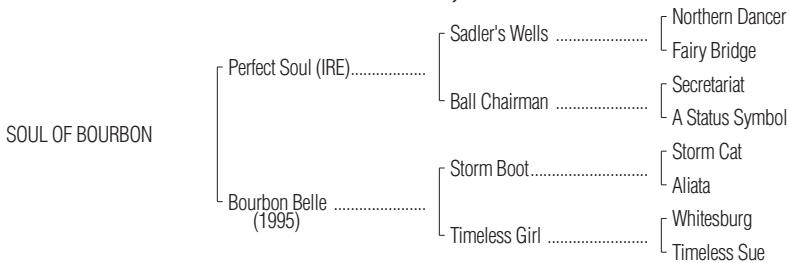 Northern Dancer
Sadler's Wells ....................
Fairy Bridge
Perfect Soul (IRE)..................
Secretariat
Ball Chairman ....................
A Status Symbol
SOUL OF BOURBON
Storm Cat
Storm Boot.........................
Aliata
Bourbon Belle ......................
(1995)
Whitesburg
Timeless Girl ......................
Timeless Sue